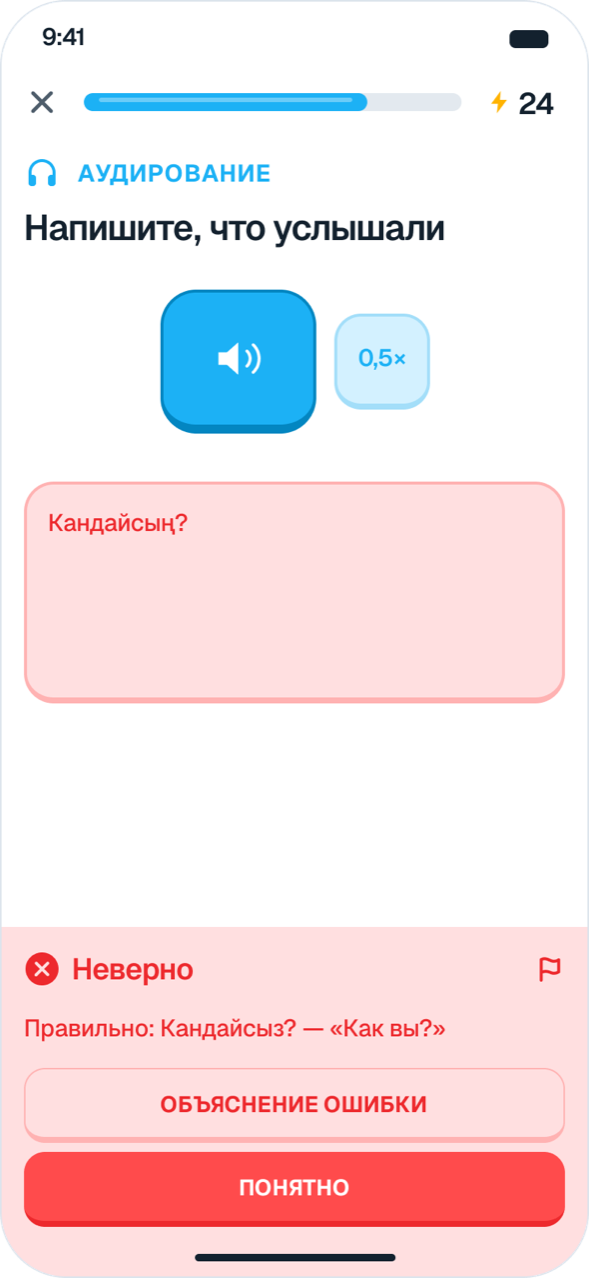 9:41
24
АУДИРОВАНИЕ
Напишите, что услышали
0,5×
Кандайсың?
Неверно
Правильно: Кандайсыз? — «Как вы?»
ОБЪЯСНЕНИЕ ОШИБКИ
ПОНЯТНО